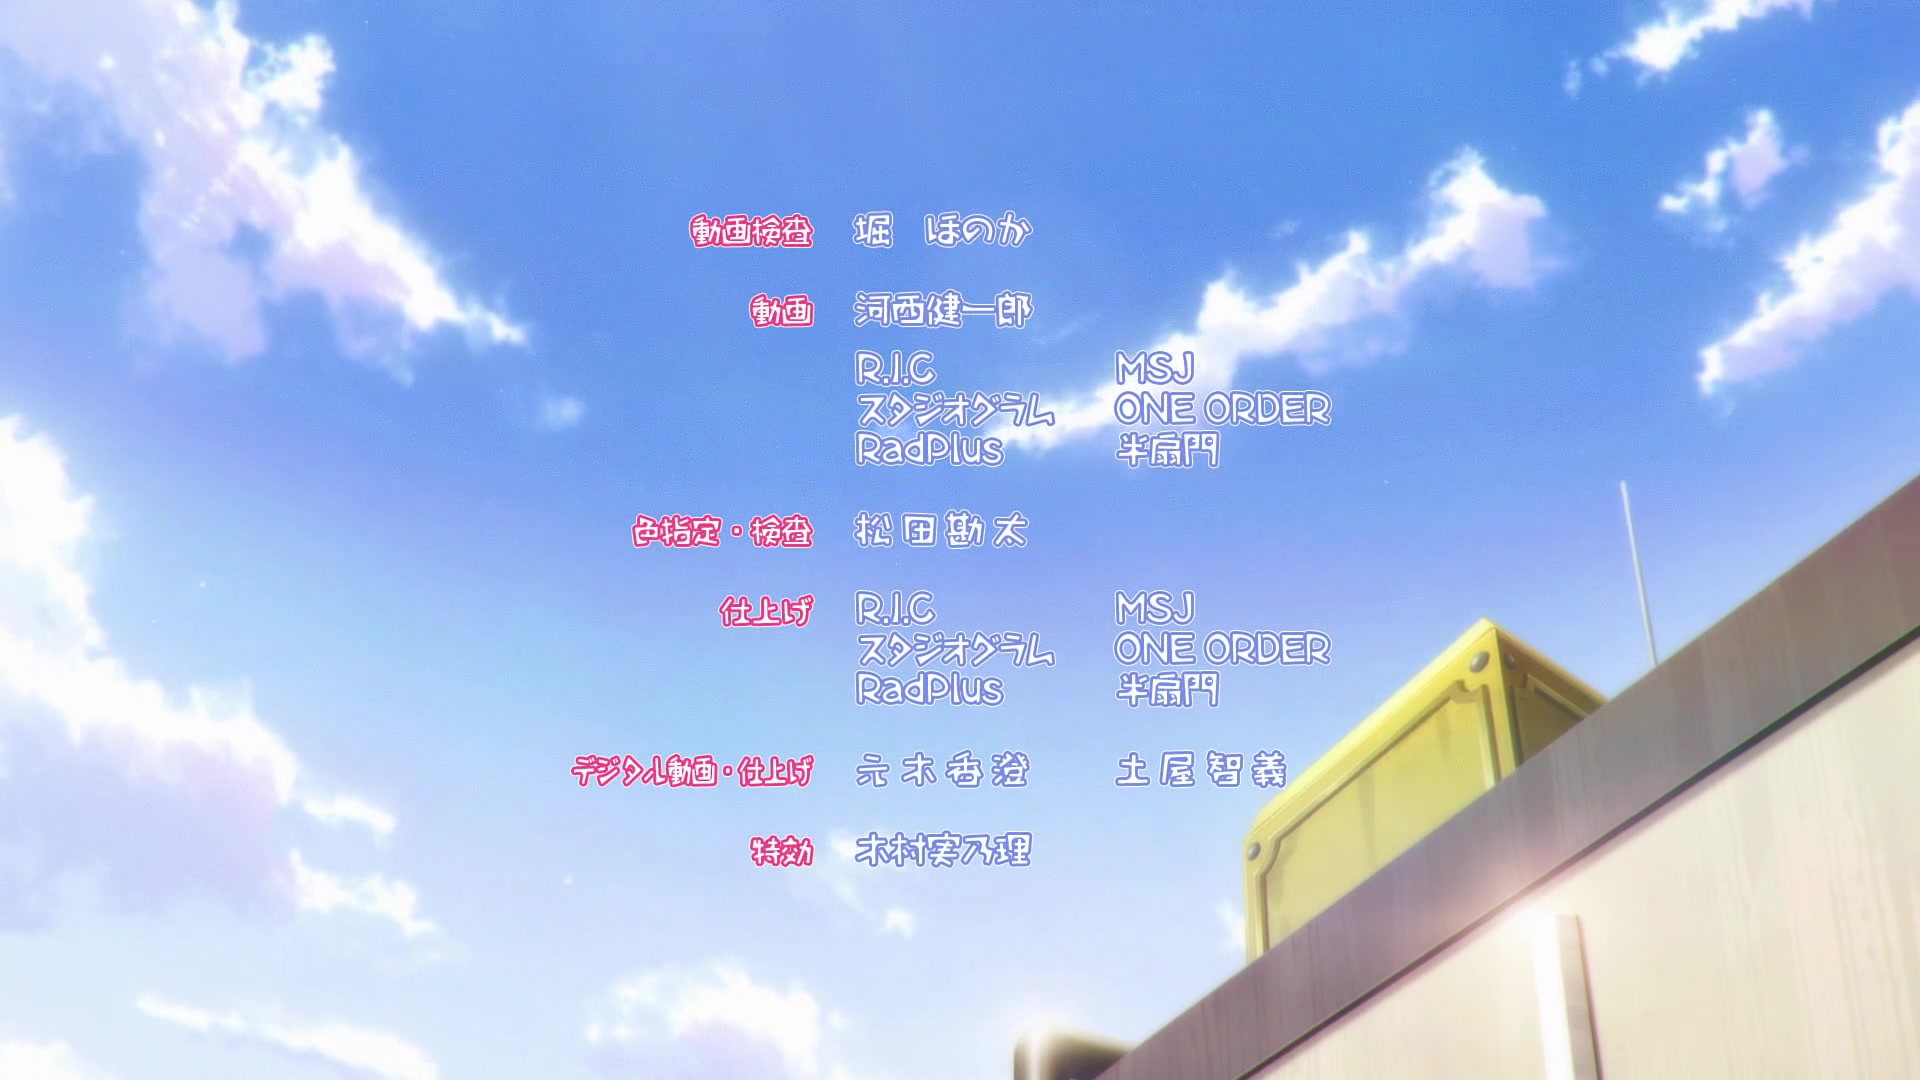 動画検査 堀 ほのか
動画 河西健一郎
R.I.C MSJ
スタジオグラム ONE ORDER
RadPlus 半扇門
色指定・検査 松田勘太
仕上げ R.I.C MSJ
スタジオグラム ONE ORDER
RadPlus 半扇門
デジタル動画・仕上げ 六木香澄 土屋智義
特効 木村実乃理